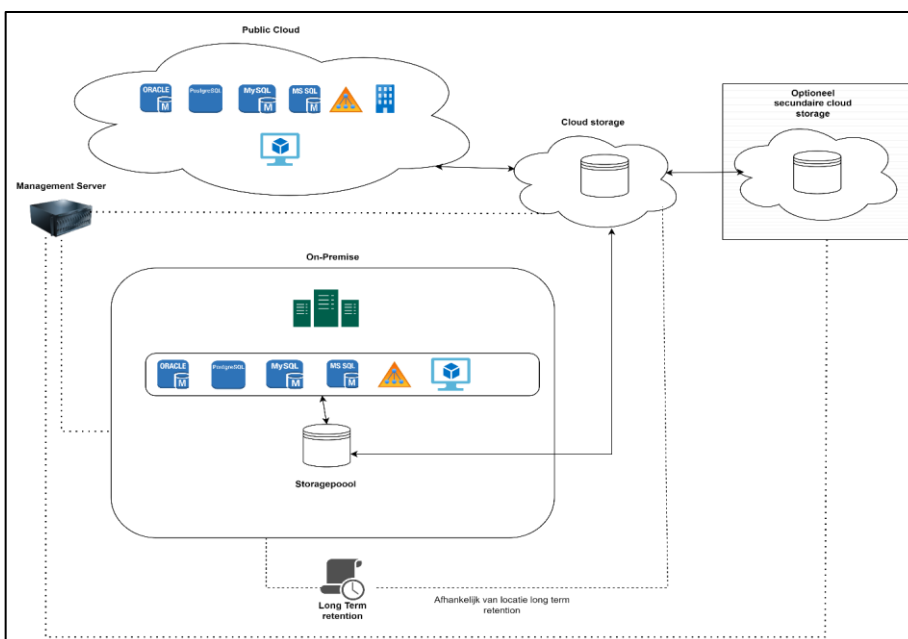 Public Cloud
ORACLE
M
PostgreSQL
MySQL
M
MS SQL
M
Optioneel
secundaire cloud
storage
Cloud storage
Management Server
On-Premise
ORACLE
M
PostgreSQL
MySQL
M
MS SQL
M
Storagepoool
Long Term
retention
Afhankelijk van locatie long term
retention